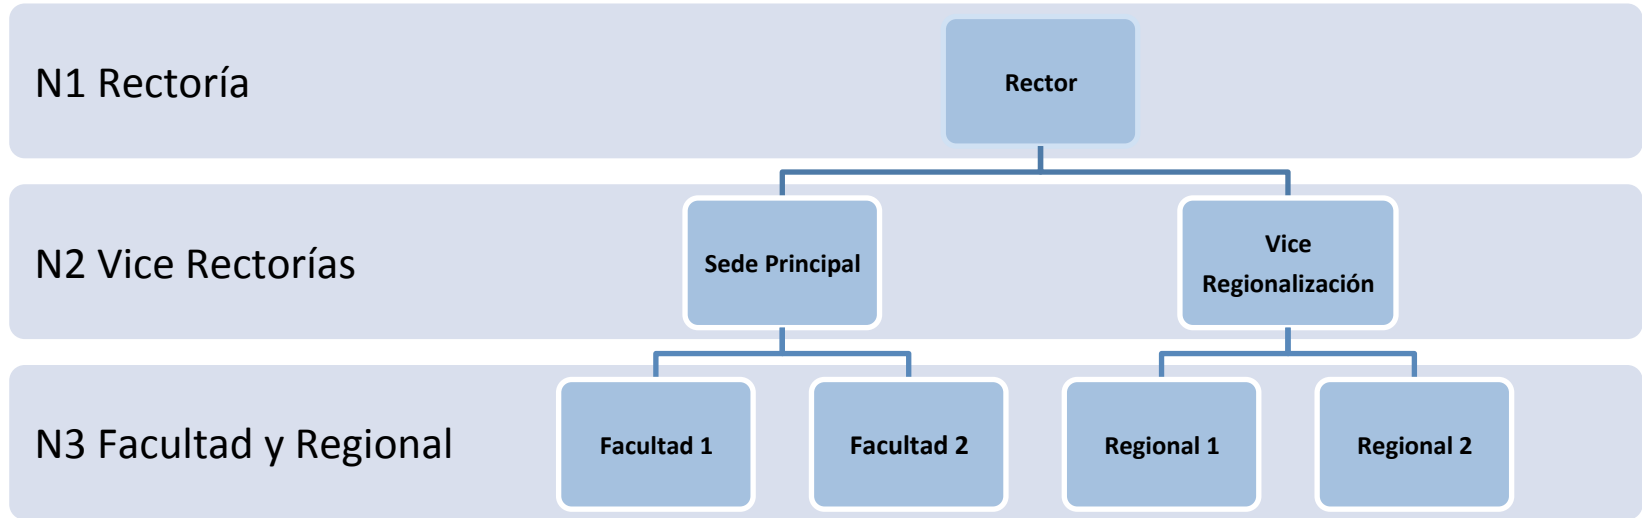 N1 Rectoría
Rector
N2 Vice Rectorías
Sede Principal
Vice
Regionalización
N3 Facultad y Regional
Facultad 1
Facultad 2
Regional 1
Regional 2